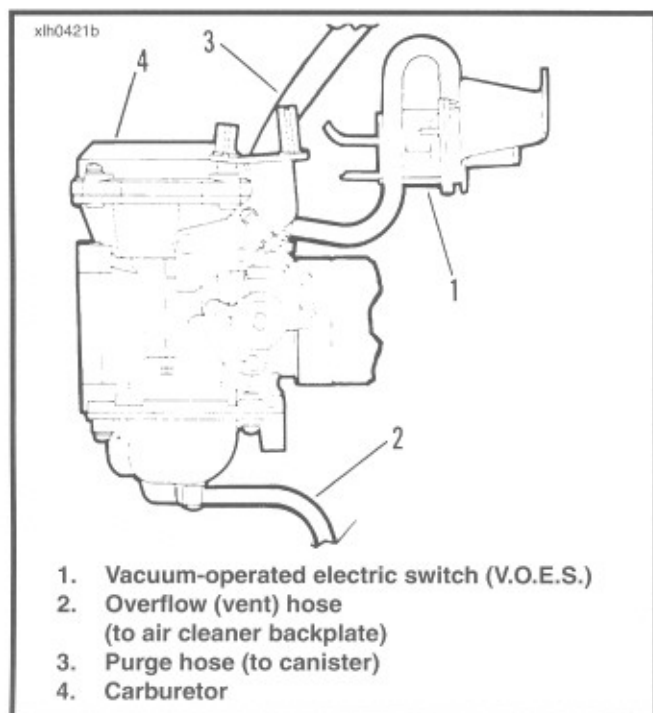 xlh0421b
3
4
1
2
1. Vacuum-operated electric switch (V.O.E.S.)
2. Overflow (vent) hose
(to air cleaner backplate)
3. Purge hose (to canister)
4. Carburetor